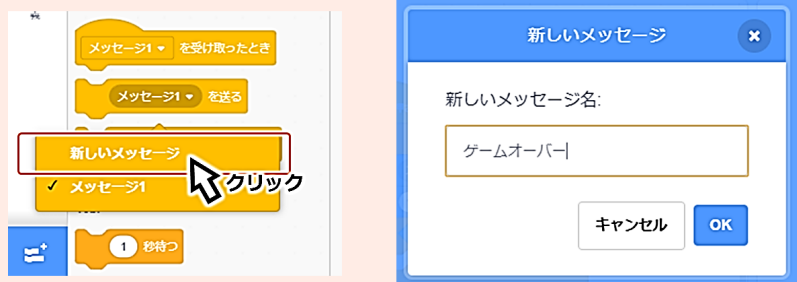 メッセージ1 を受け取ったとき
メッセージ1 を送る
新しいメッセージ
クリック
✓ メッセージ1
1 秒待つ
新しいメッセージ
新しいメッセージ名:
ゲームオーバー
キャンセル OK